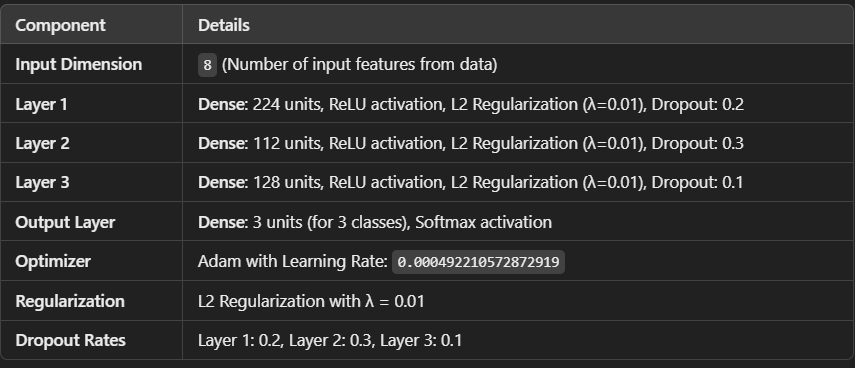 Component Details
Input Dimension 8 (Number of input features from data)
Layer 1 Dense: 224 units, ReLU activation, L2 Regularization (λ=0.01), Dropout: 0.2
Layer 2 Dense: 112 units, ReLU activation, L2 Regularization (λ=0.01), Dropout: 0.3
Layer 3 Dense: 128 units, ReLU activation, L2 Regularization (λ=0.01), Dropout: 0.1
Output Layer Dense: 3 units (for 3 classes), Softmax activation
Optimizer Adam with Learning Rate: 0.000492210572872919
Regularization L2 Regularization with λ = 0.01
Dropout Rates Layer 1: 0.2, Layer 2: 0.3, Layer 3: 0.1